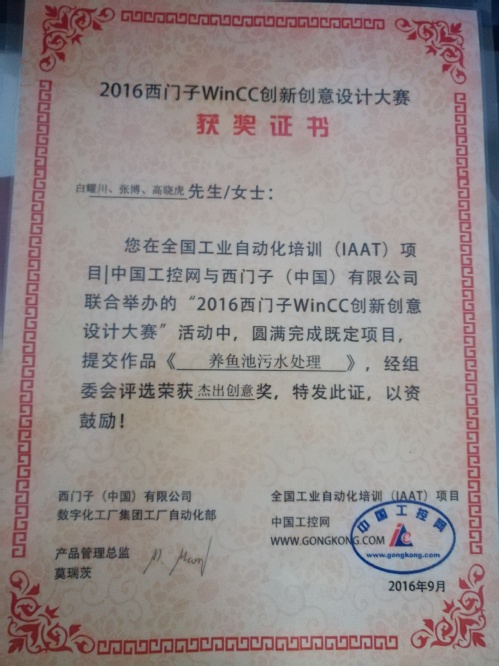 2016西门子WinCC创新创意设计大赛
获奖证书
白耀川、张博、高晓虎 先生/女士：
您在全国工业自动化培训（IAAT）项
目|中国工控网与西门子（中国）有限公司
联合举办的“2016西门子WinCC创新创意
设计大赛”活动中，圆满完成既定项目，
提交作品《 养鱼池污水处理 》，经组
委会评选荣获 杰出创意 奖，特发此证，以资
鼓励！
西门子（中国）有限公司
数字化工厂集团工厂自动化部
产品管理总监
莫瑞茨
全国工业自动化培训（IAAT）项目
中国工控网
WWW.GONGKONG.COM
中国工控网
www.gongkong.com
2016年9月